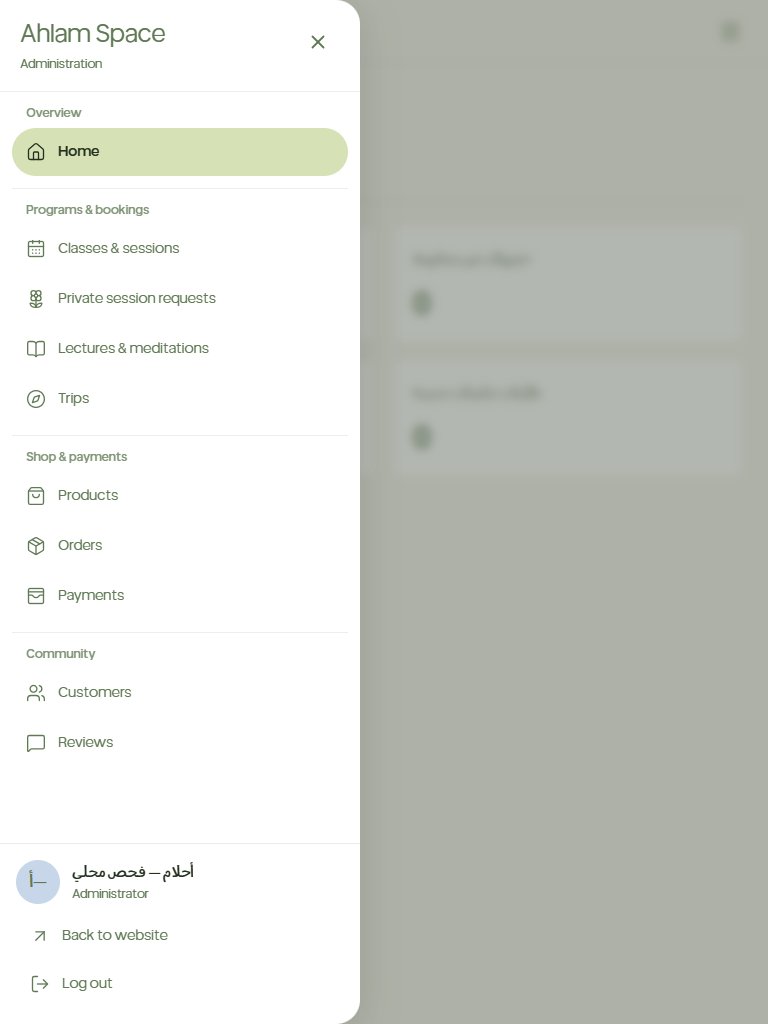 Ahlam Space
Administration
Overview
Home
Programs & bookings
Classes & sessions
Private session requests
Lectures & meditations
Trips
Shop & payments
Products
Orders
Payments
Community
Customers
Reviews
أ—
أحلام — فحص محلي
Administrator
Back to website
Log out